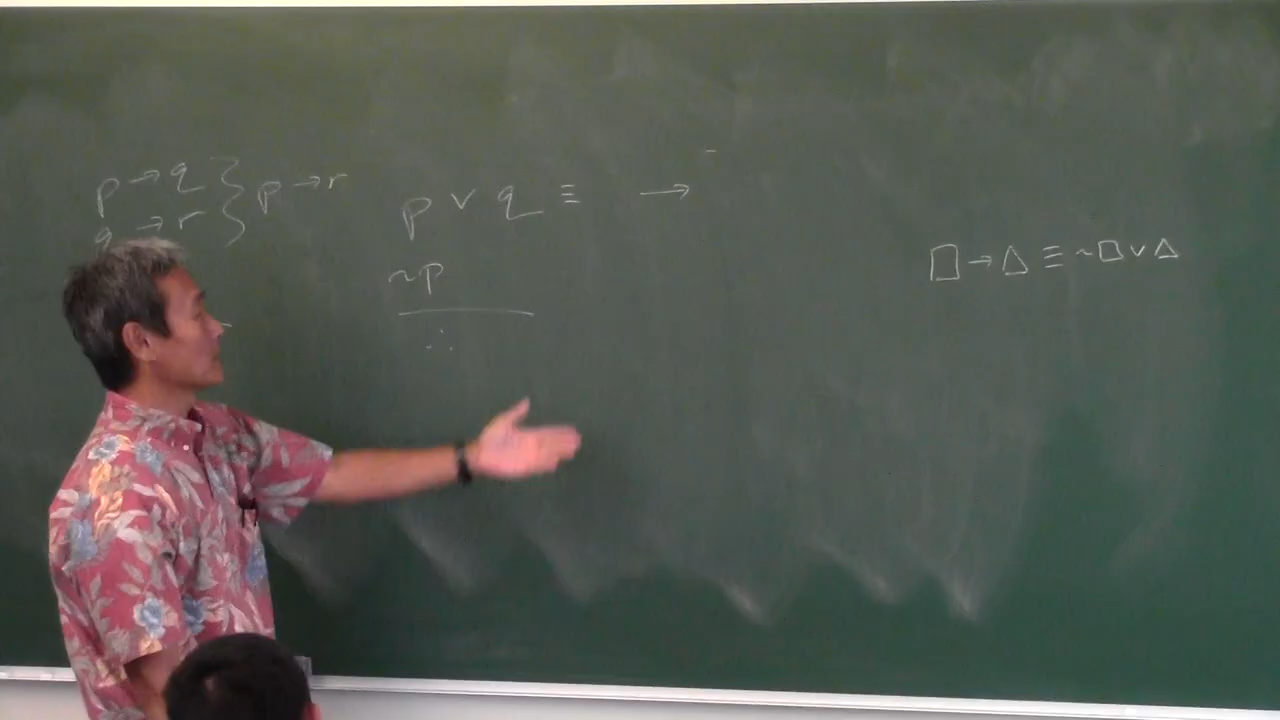 p → q } p → r
q → r
p ∨ q ≡ →
~p
∴
□ → △ ≡ ~□ ∨ △